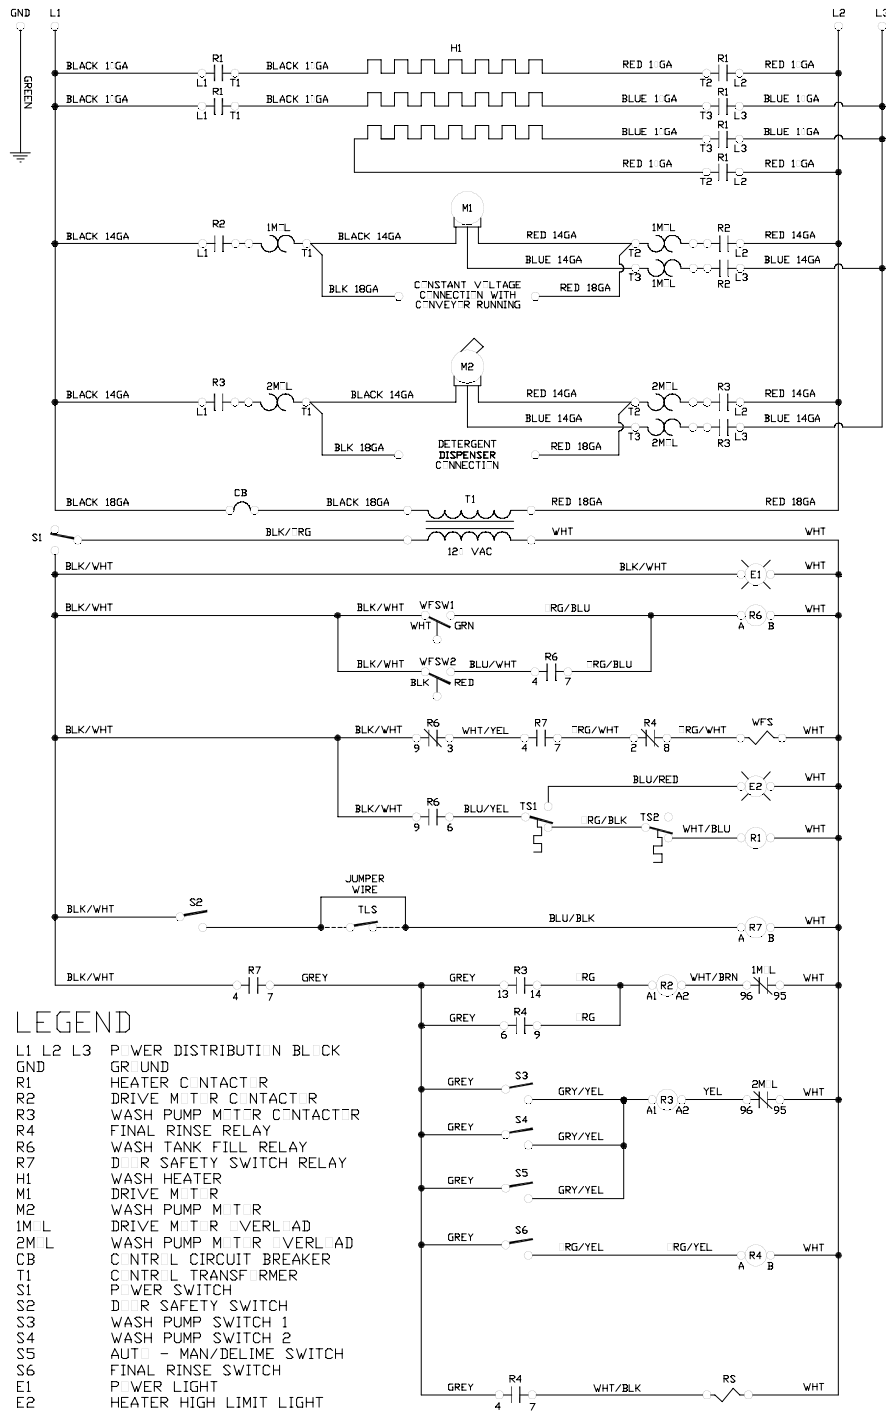 GND L1 L2 L3
GREEN
H1
BLACK 10GA R1 BLACK 10GA RED 10GA R1
L1 T1 T2 L2
BLACK 10GA R1 BLACK 10GA BLUE 10GA R1 BLUE 10GA
L1 T1 T3 L3
BLUE 10GA R1 BLUE 10GA
T3 L3
RED 10GA R1 RED 10GA
T2 L2
M1
BLACK 14GA R2 1MOL BLACK 14GA RED 14GA 1MOL R2 RED 14GA
L1 T1 T2 L2
BLUE 14GA BLUE 14GA
T3 1MOL R2 L3
BLK 18GA CONSTANT VOLTAGE RED 18GA
CONNECTION WITH
CONVEYOR RUNNING
M2
BLACK 14GA R3 2MOL BLACK 14GA RED 14GA 2MOL R3 RED 14GA
L1 T1 T2 L2
BLUE 14GA BLUE 14GA
T3 2MOL R3 L3
BLK 18GA DETERGENT RED 18GA
DISPENSER
CONNECTION
BLACK 18GA CB BLACK 18GA T1 RED 18GA RED 18GA
S1 BLK/ORG WHT WHT
120 VAC
BLK/WHT BLK/WHT E1 WHT
BLK/WHT BLK/WHT WFSW1 ORG/BLU R6 WHT
WHT GRN A B
BLK/WHT WFSW2 BLU/WHT R6 ORG/BLU
BLK RED 4 7
BLK/WHT BLK/WHT R6 WHT/YEL R7 ORG/WHT R4 ORG/WHT WFS WHT
9 3 4 7 2 8
BLU/RED E2 WHT
BLK/WHT R6 BLU/YEL TS1 ORG/BLK TS2 WHT/BLU R1 WHT
9 6
JUMPER
WIRE
BLK/WHT S2 TLS BLU/BLK R7 WHT
A B
BLK/WHT R7 GREY GREY R3 ORG R2 WHT/BRN 1MOL WHT
4 7 13 14 A1 A2 96 95
GREY R4 ORG
6 9
GREY S3 GRY/YEL R3 YEL 2MOL WHT
A1 A2 96 95
GREY S4 GRY/YEL
GREY S5 GRY/YEL
GREY S6 ORG/YEL ORG/YEL R4 WHT
A B
GREY R4 WHT/BLK RS WHT
4 7
LEGEND
L1 L2 L3 POWER DISTRIBUTION BLOCK
GND GROUND
R1 HEATER CONTACTOR
R2 DRIVE MOTOR CONTACTOR
R3 WASH PUMP MOTOR CONTACTOR
R4 FINAL RINSE RELAY
R6 WASH TANK FILL RELAY
R7 DOOR SAFETY SWITCH RELAY
H1 WASH HEATER
M1 DRIVE MOTOR
M2 WASH PUMP MOTOR
1MOL DRIVE MOTOR OVERLOAD
2MOL WASH PUMP MOTOR OVERLOAD
CB CONTROL CIRCUIT BREAKER
T1 CONTROL TRANSFORMER
S1 POWER SWITCH
S2 DOOR SAFETY SWITCH
S3 WASH PUMP SWITCH 1
S4 WASH PUMP SWITCH 2
S5 AUTO - MAN/DELIME SWITCH
S6 FINAL RINSE SWITCH
E1 POWER LIGHT
E2 HEATER HIGH LIMIT LIGHT